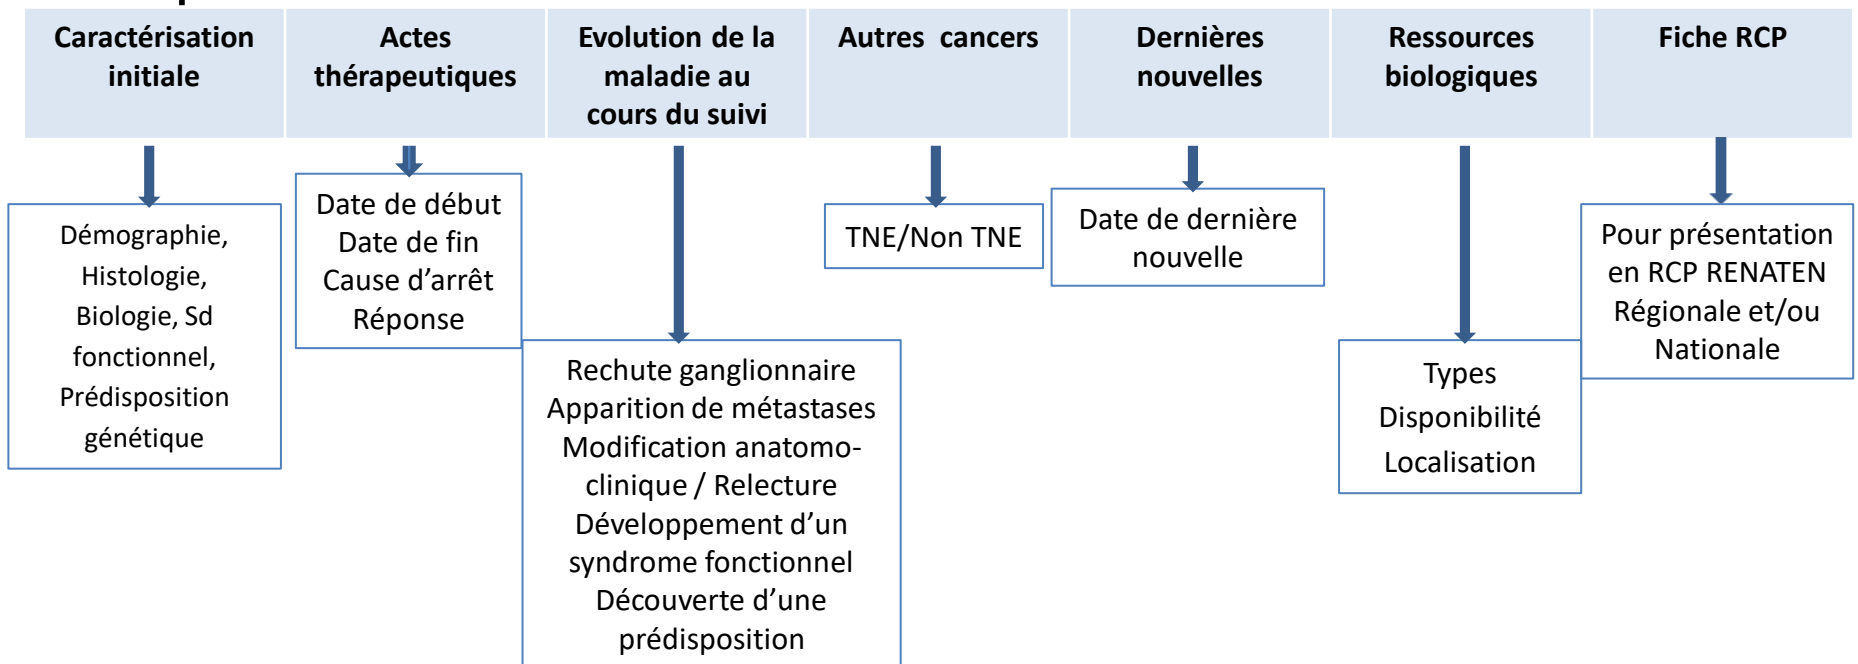 Caractérisation
initiale
Actes
thérapeutiques
Evolution de la
maladie au
cours du suivi
Autres cancers
Dernières
nouvelles
Ressources
biologiques
Fiche RCP
Démographie,
Histologie,
Biologie, Sd
fonctionnel,
Prédisposition
génétique
Date de début
Date de fin
Cause d’arrêt
Réponse
Rechute ganglionnaire
Apparition de métastases
Modification anatomo-
clinique / Relecture
Développement d’un
syndrome fonctionnel
Découverte d’une
prédisposition
TNE/Non TNE
Date de dernière
nouvelle
Types
Disponibilité
Localisation
Pour présentation
en RCP RENATEN
Régionale et/ou
Nationale